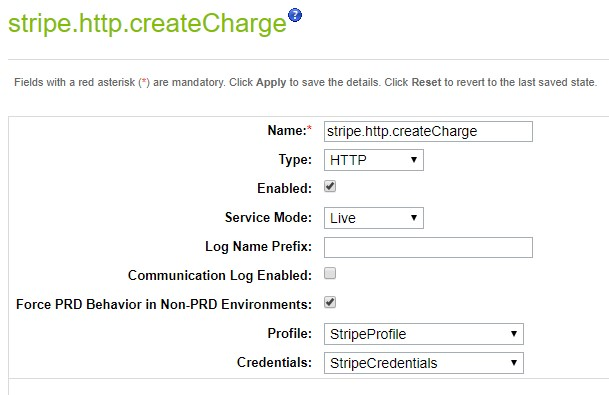 stripe.http.createCharge ?
Fields with a red asterisk (*) are mandatory. Click Apply to save the details. Click Reset to revert to the last saved state.
Name:* stripe.http.createCharge
Type: HTTP
Enabled:
Service Mode: Live
Log Name Prefix:
Communication Log Enabled:
Force PRD Behavior in Non-PRD Environments:
Profile: StripeProfile
Credentials: StripeCredentials